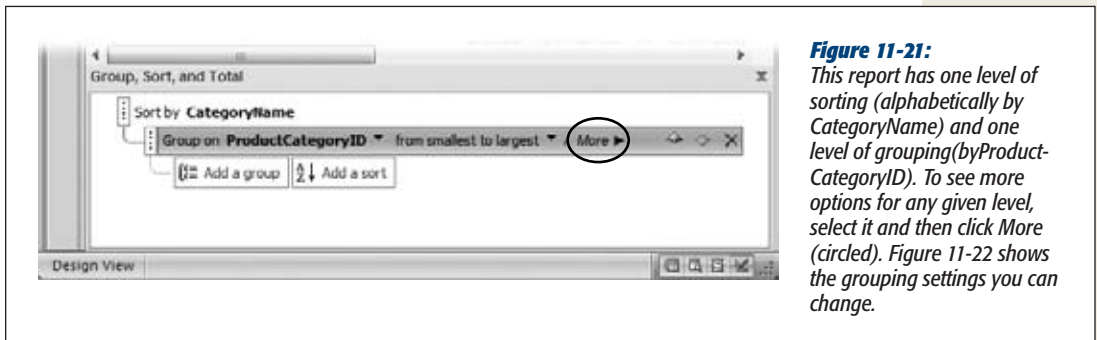 Group, Sort, and Total
Sort by CategoryName
Group on ProductCategoryID from smallest to largest , More
Add a group Add a sort
Design View
Figure 11-21:
This report has one level of
sorting (alphabetically by
CategoryName) and one
level of grouping(byProduct-
CategoryID). To see more
options for any given level,
select it and then click More
(circled). Figure 11-22 shows
the grouping settings you can
change.